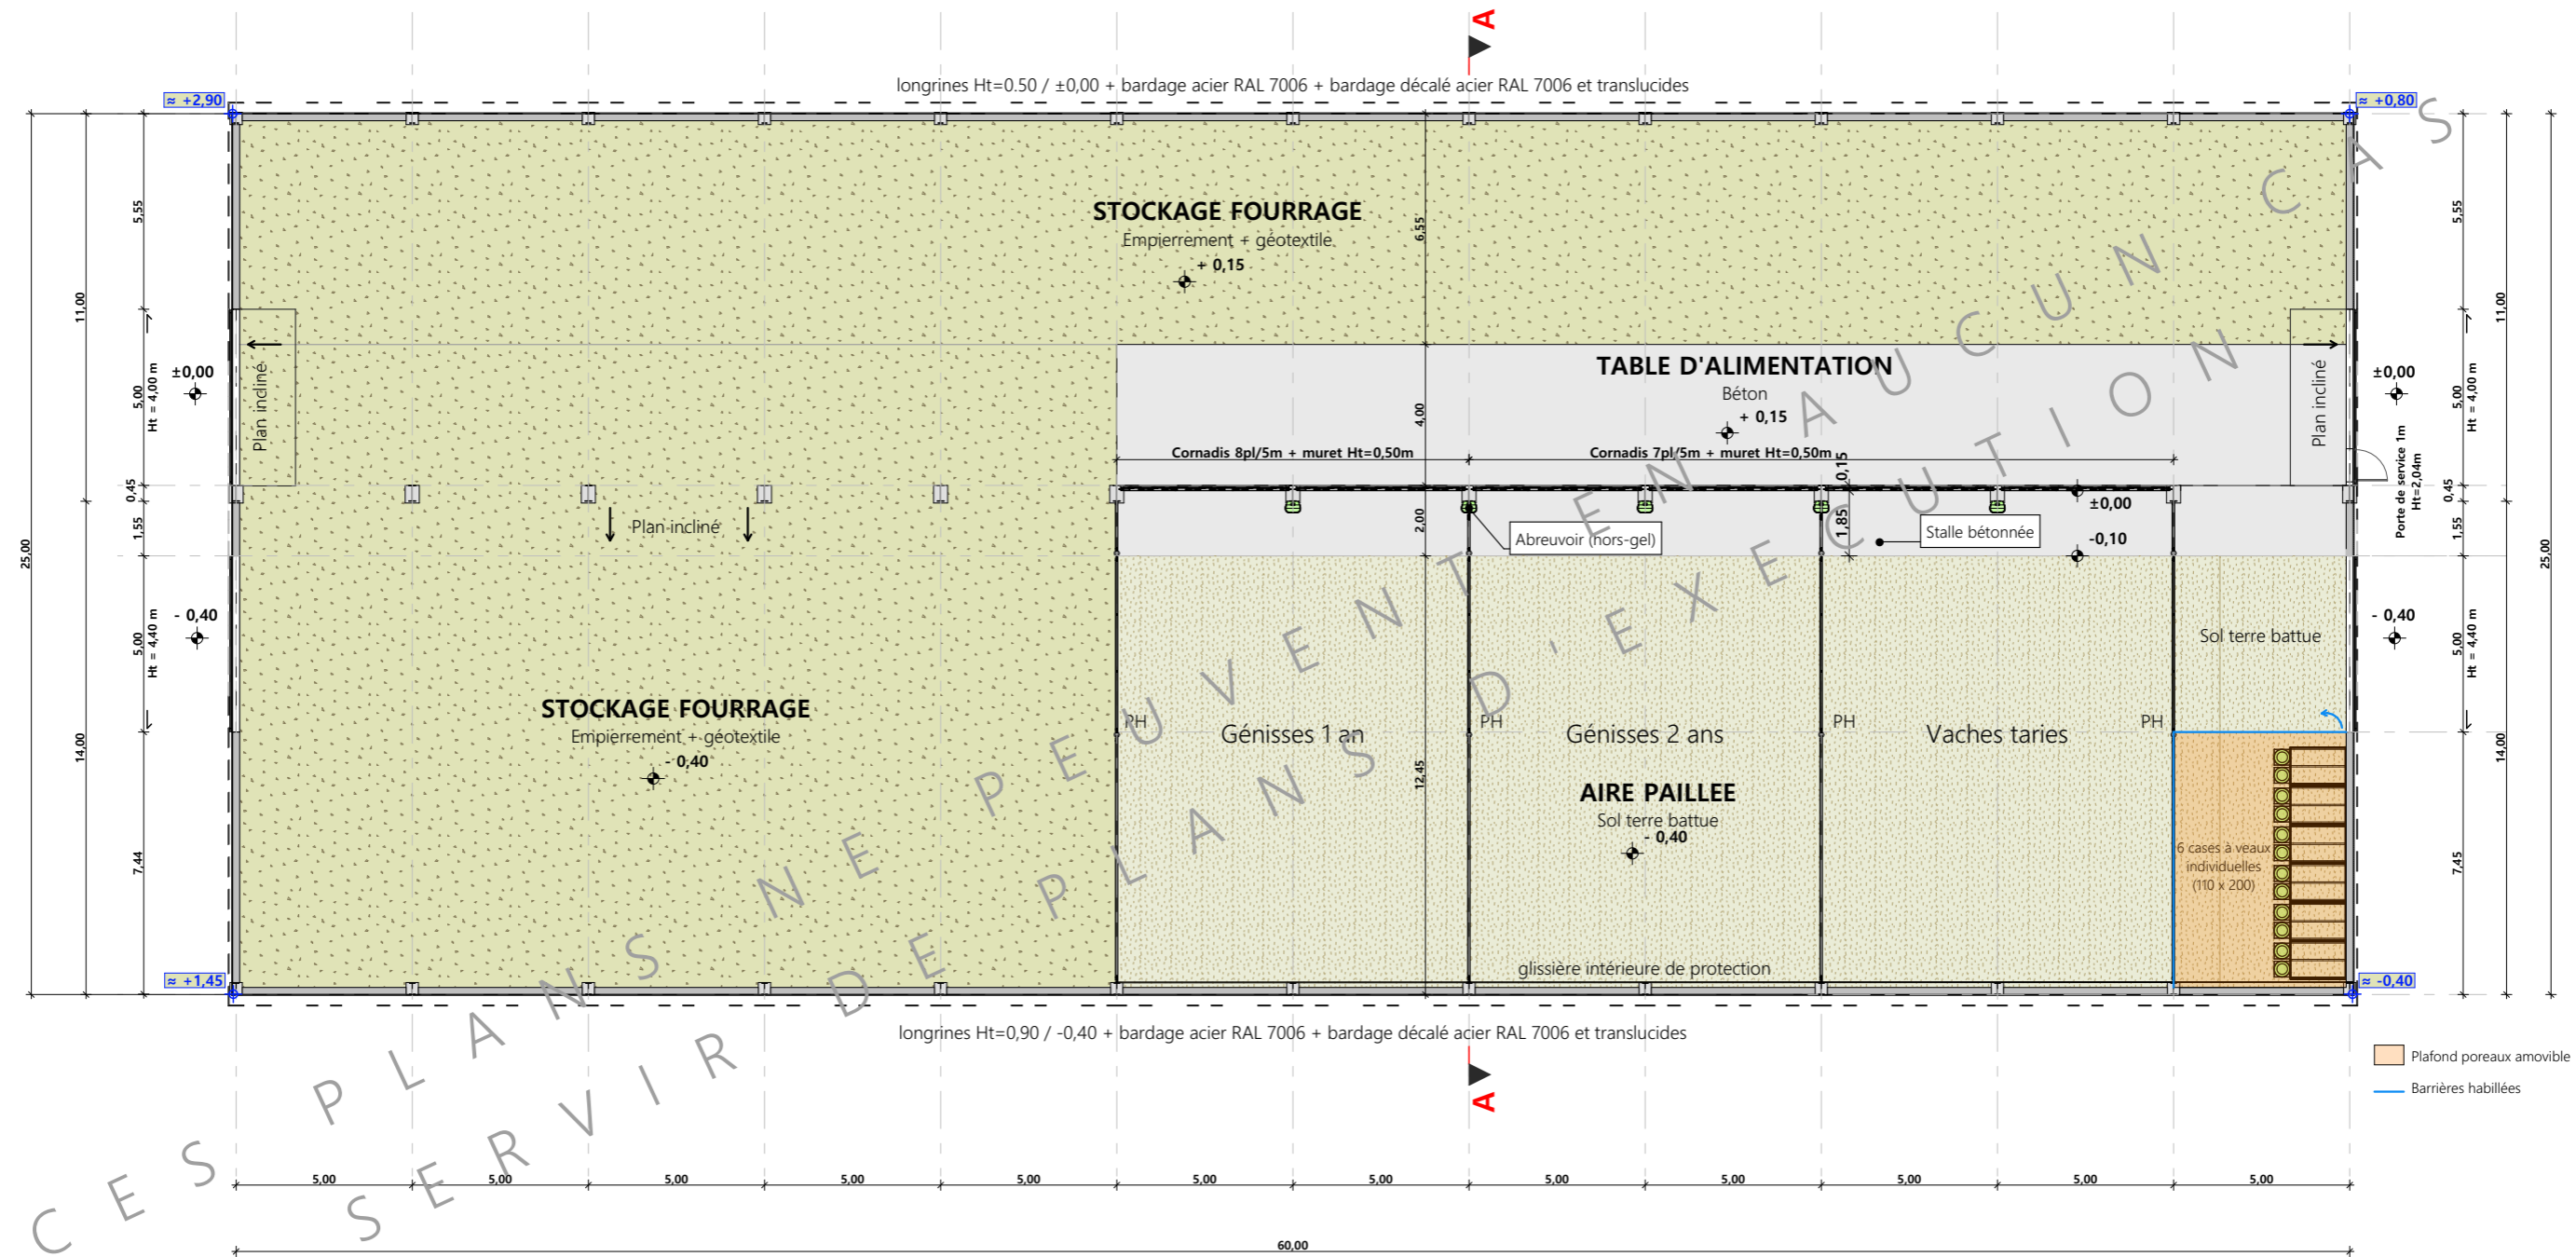 A
longrines Ht=0.50 / ±0,00 + bardage acier RAL 7006 + bardage décalé acier RAL 7006 et translucides
≈ +2,90
≈ +0,80
5,55
6,55
5,55
STOCKAGE FOURRAGE
Empierrement + géotextile
+ 0,15
11,00
11,00
5,00
Ht = 4,00 m
±0,00
Plan incliné
TABLE D'ALIMENTATION
Béton
+ 0,15
4,00
Cornadis 8pl/5m + muret Ht=0,50m
Cornadis 7pl/5m + muret Ht=0,50m
0,15
Plan incliné
±0,00
5,00
Ht = 4,00 m
Porte de service 1m
Ht=2,04m
0,45
0,45
1,55
1,55
Plan incliné
2,00
Abreuvoir (hors-gel)
1,85
Stalle bétonnée
±0,00
-0,10
25,00
25,00
- 0,40
5,00
Ht = 4,40 m
Sol terre battue
- 0,40
5,00
Ht = 4,40 m
STOCKAGE FOURRAGE
Empierrement + géotextile
- 0,40
PH
Génisses 1 an
PH
Génisses 2 ans
PH
Vaches taries
PH
14,00
14,00
12,45
AIRE PAILLEE
Sol terre battue
- 0,40
7,44
7,45
6 cases à veaux
individuelles
(110 x 200)
glissière intérieure de protection
≈ +1,45
≈ -0,40
longrines Ht=0,90 / -0,40 + bardage acier RAL 7006 + bardage décalé acier RAL 7006 et translucides
A
Plafond poreaux amovible
Barrières habillées
5,00
5,00
5,00
5,00
5,00
5,00
5,00
5,00
5,00
5,00
5,00
5,00
60,00
CES PLANS NE PEUVENT EN AUCUN CAS
SERVIR DE PLANS D'EXECUTION